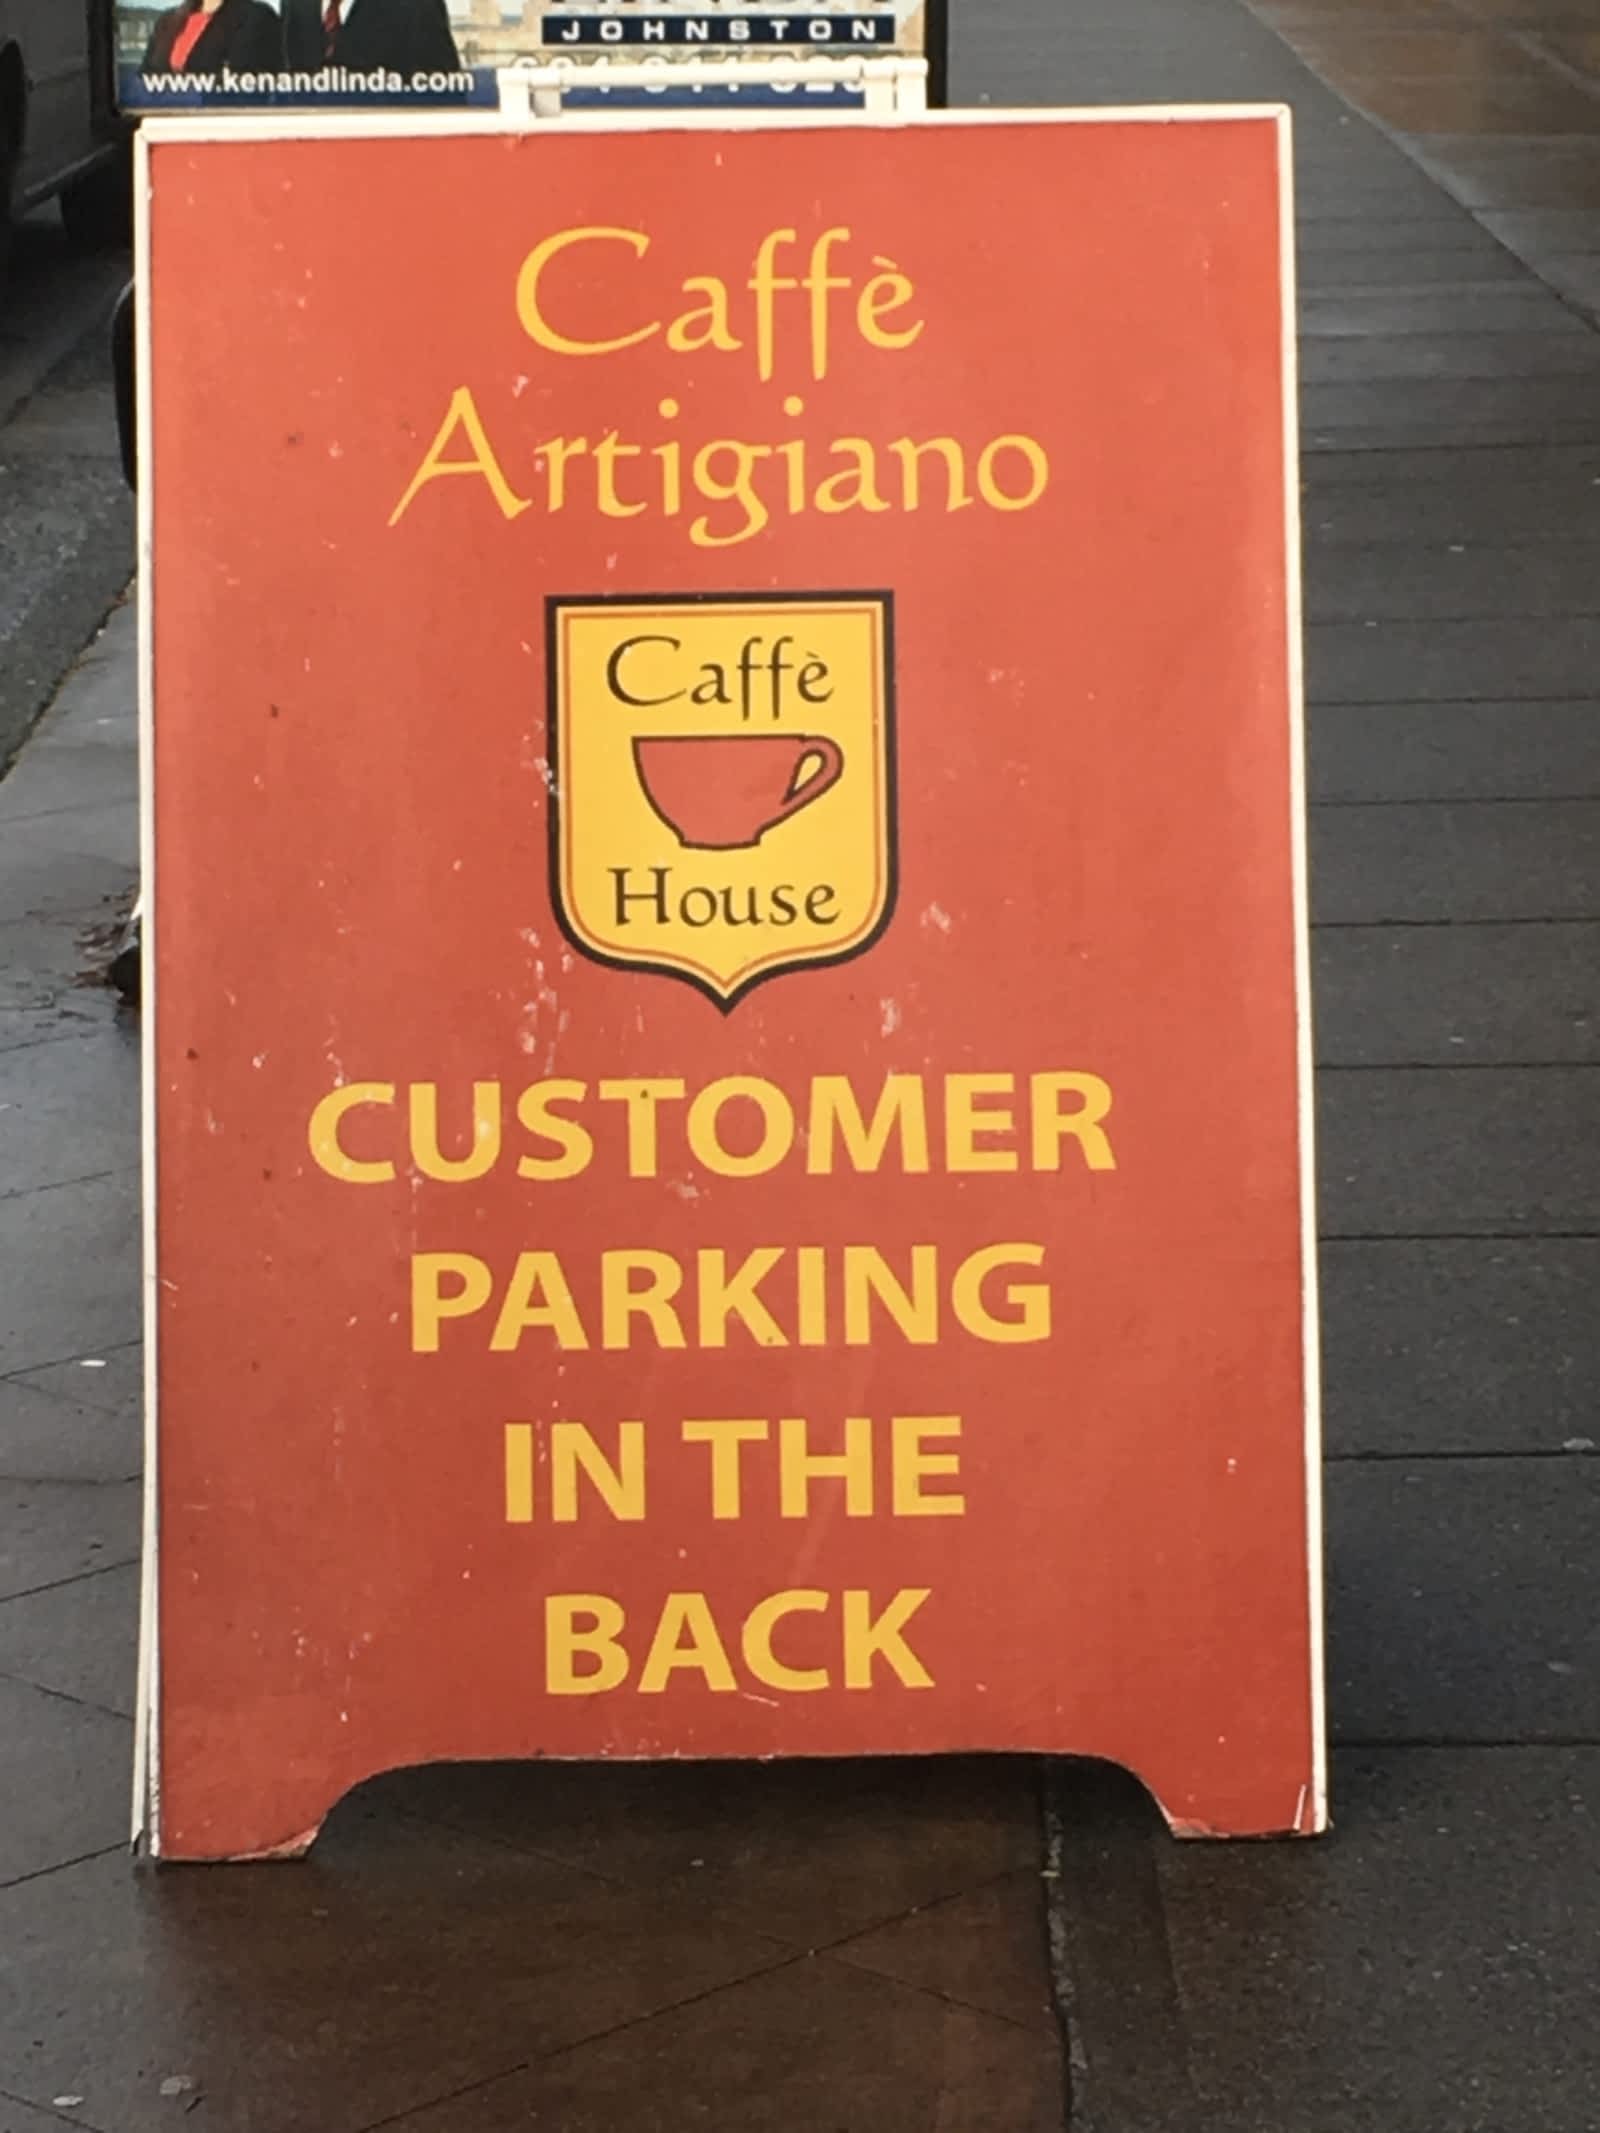 JOHNSTON
www.kenandlinda.com
Caffè
Artigiano
Caffè
House
CUSTOMER
PARKING
IN THE
BACK